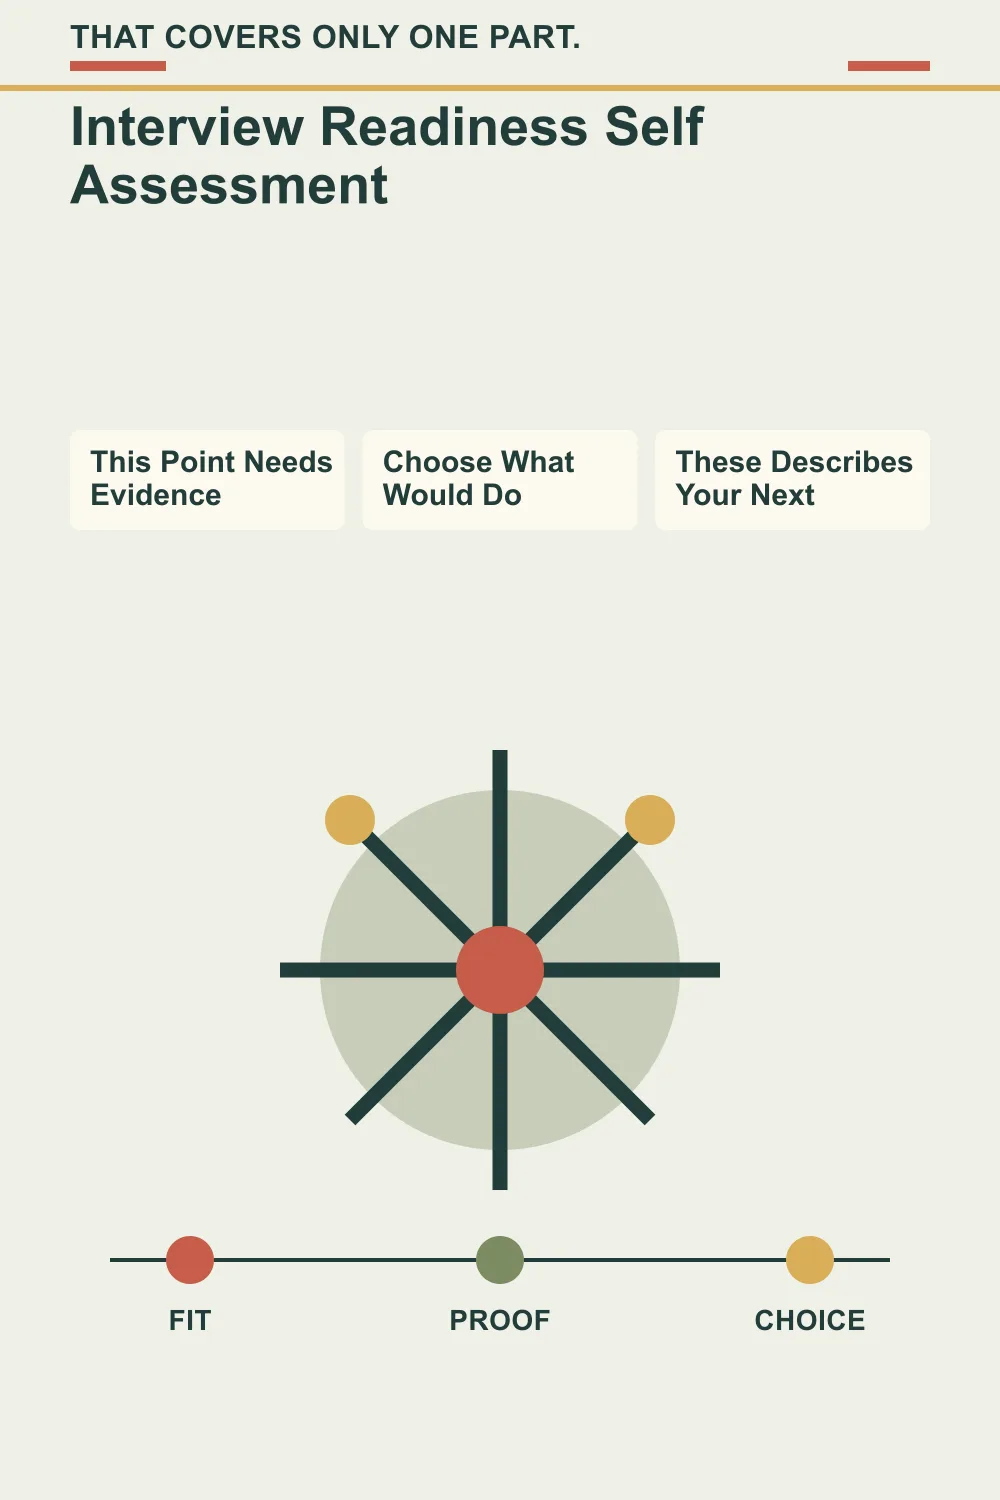 THAT COVERS ONLY ONE PART.
Interview Readiness Self
Assessment
This Point Needs
Evidence
Choose What
Would Do
These Describes
Your Next
FIT
PROOF
CHOICE